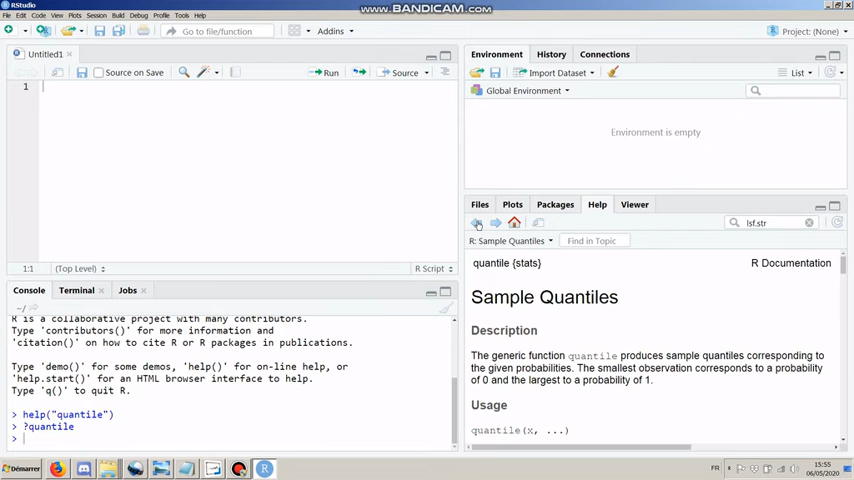 RStudio
WWW.BANDICAM.COM
File Edit Code View Plots Session Build Debug Profile Tools Help
Go to file/function
Addins
Project: (None)
Untitled1
Source on Save
Run
Source
1
1:1
(Top Level)
R Script
Console Terminal Jobs
~/
R is a collaborative project with many contributors.
Type 'contributors()' for more information and
'citation()' on how to cite R or R packages in publications.
Type 'demo()' for some demos, 'help()' for on-line help, or
'help.start()' for an HTML browser interface to help.
Type 'q()' to quit R.
> help("quantile")
> ?quantile
>
Environment History Connections
Import Dataset
List
Global Environment
Environment is empty
Files Plots Packages Help Viewer
lsf.str
R: Sample Quantiles
Find in Topic
quantile {stats}
R Documentation
Sample Quantiles
Description
The generic function quantile produces sample quantiles corresponding to
the given probabilities. The smallest observation corresponds to a probability
of 0 and the largest to a probability of 1.
Usage
quantile(x, ...)
Démarrer
FR
15:55
06/05/2020